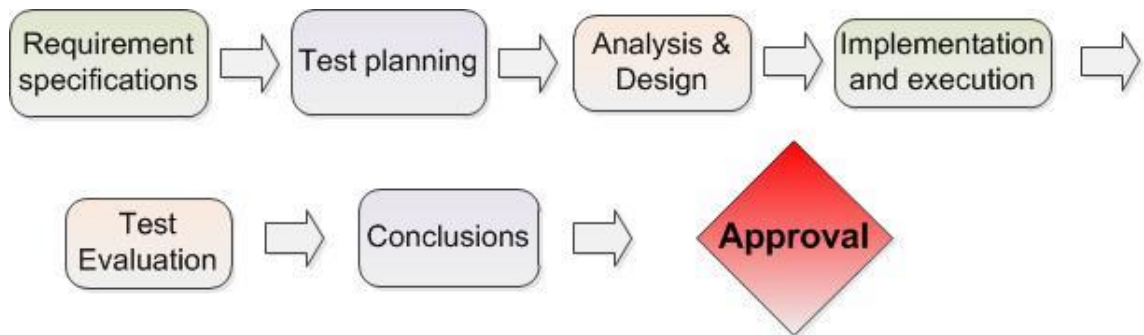 Requirement
specifications
Test planning
Analysis &
Design
Implementation
and execution
Test
Evaluation
Conclusions
Approval